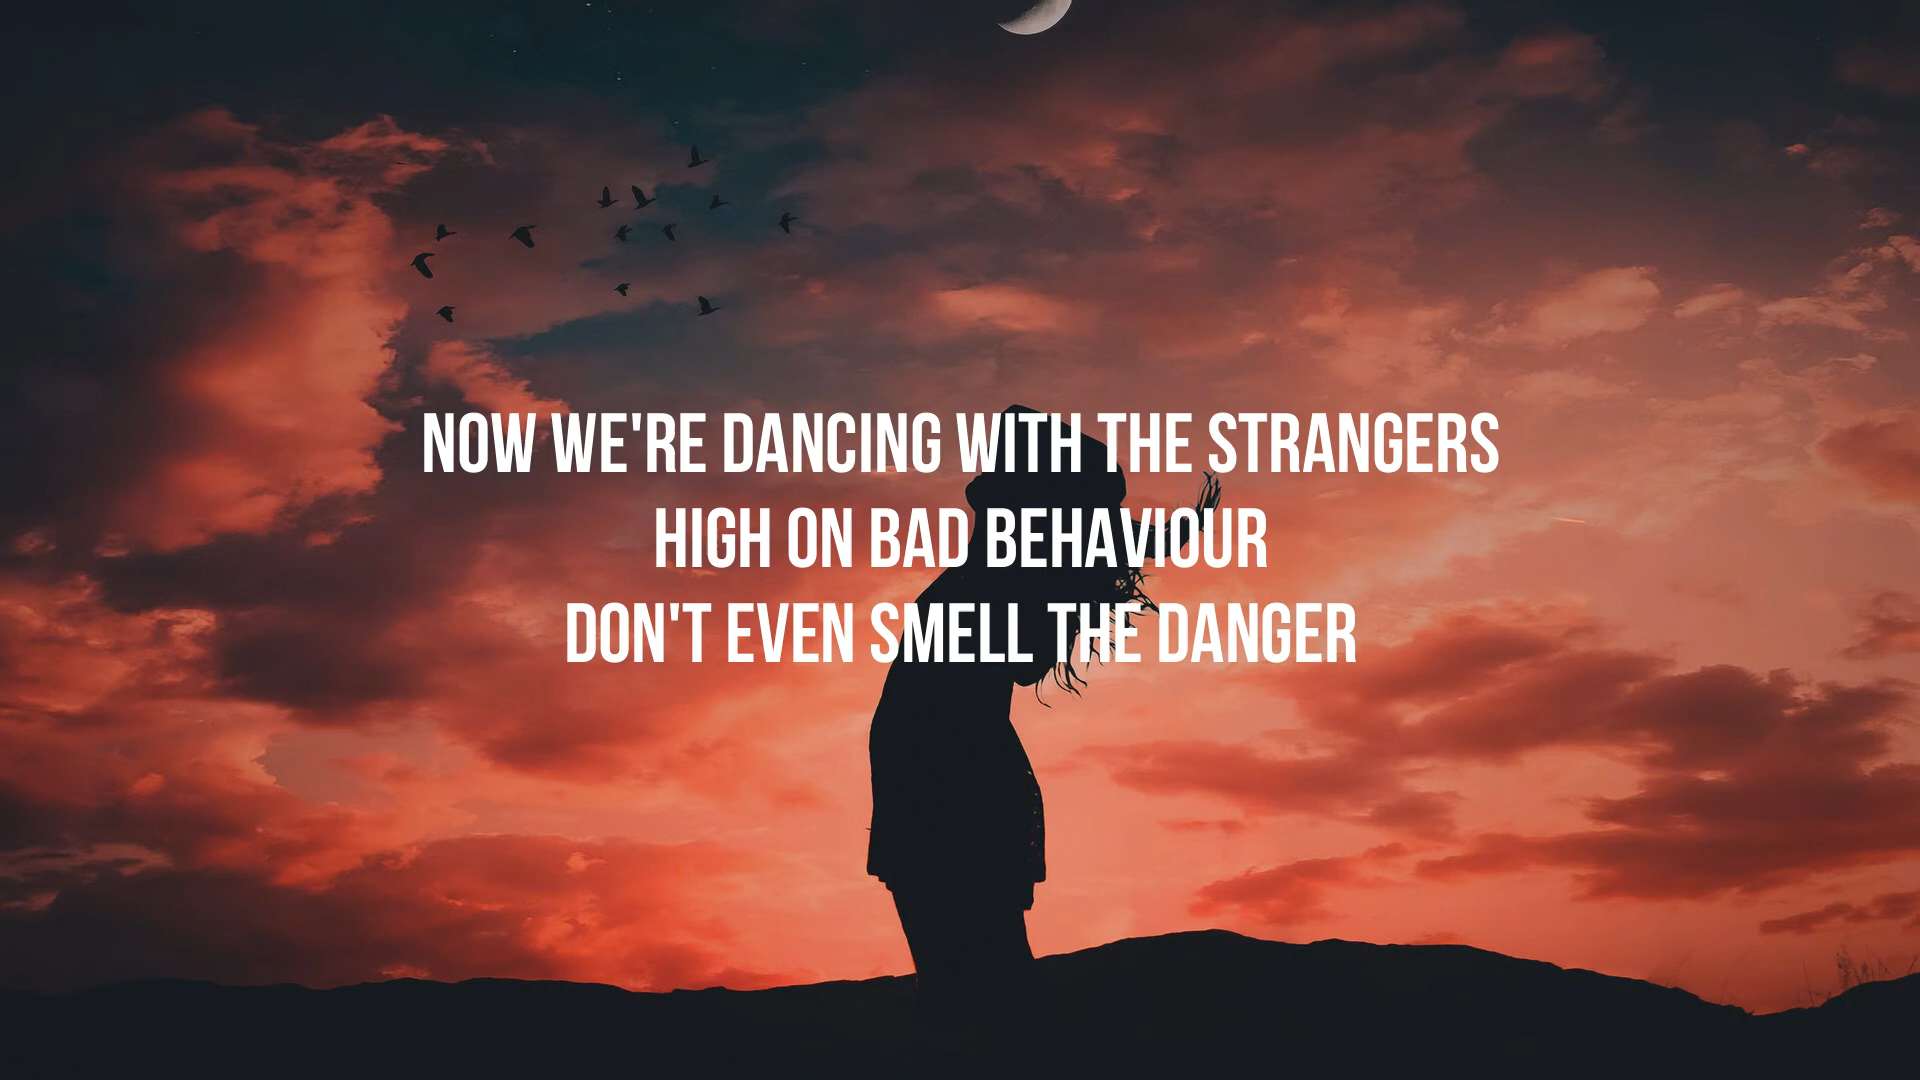 NOW WE'RE DANCING WITH THE STRANGERS
HIGH ON BAD BEHAVIOUR
DON'T EVEN SMELL THE DANGER